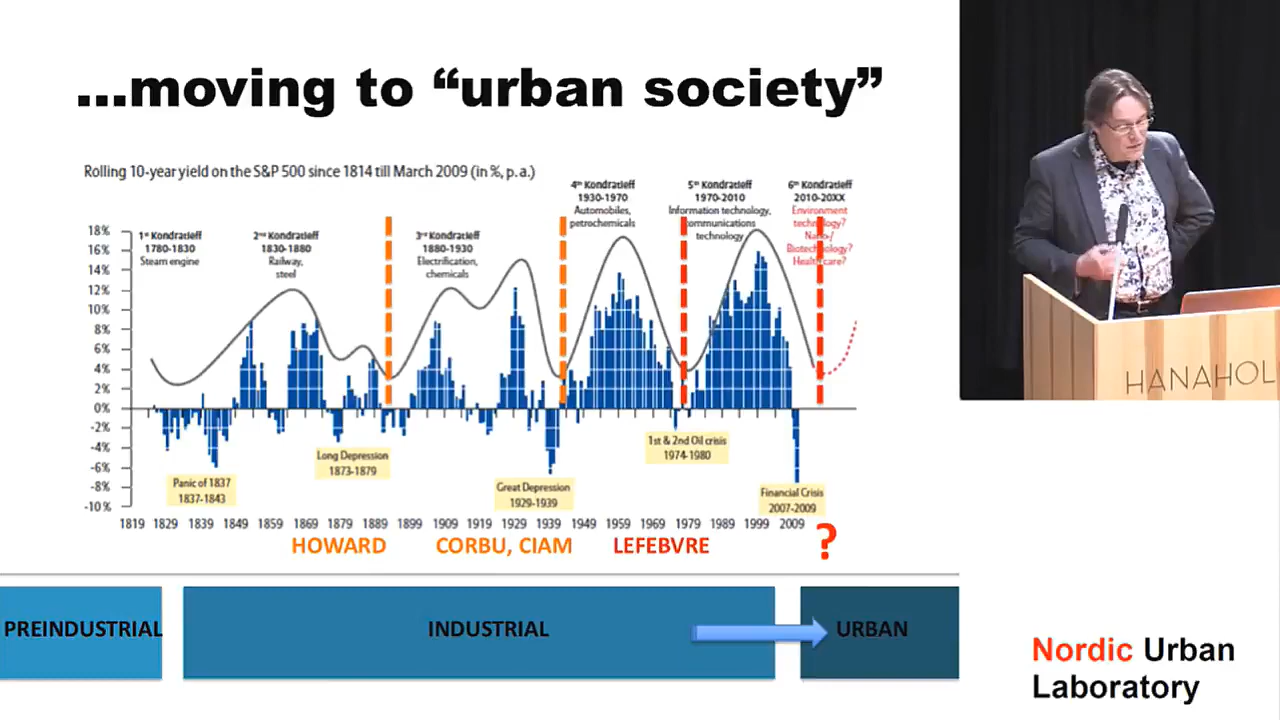 ...moving to “urban society”
Rolling 10-year yield on the S&P 500 since 1814 till March 2009 (in %, p. a.)
1st Kondratieff
1780-1830
Steam engine
2nd Kondratieff
1830-1880
Railway,
steel
3rd Kondratieff
1880-1930
Electrification,
chemicals
4th Kondratieff
1930-1970
Automobiles,
petrochemicals
5th Kondratieff
1970-2010
Information technology,
communications
technology
6th Kondratieff
2010-20XX
Environment
technology?
Nano-/
Biotechnology?
Healthcare?
18%
16%
14%
12%
10%
8%
6%
4%
2%
0%
-2%
-4%
-6%
-8%
-10%
Panic of 1837
1837-1843
Long Depression
1873-1879
Great Depression
1929-1939
1st & 2nd Oil crisis
1974-1980
Financial Crisis
2007-2009
1819 1829 1839 1849 1859 1869 1879 1889 1899 1909 1919 1929 1939 1949 1959 1969 1979 1989 1999 2009
HOWARD CORBU, CIAM LEFEBVRE ?
PREINDUSTRIAL INDUSTRIAL URBAN
HANAHOL
Nordic Urban
Laboratory